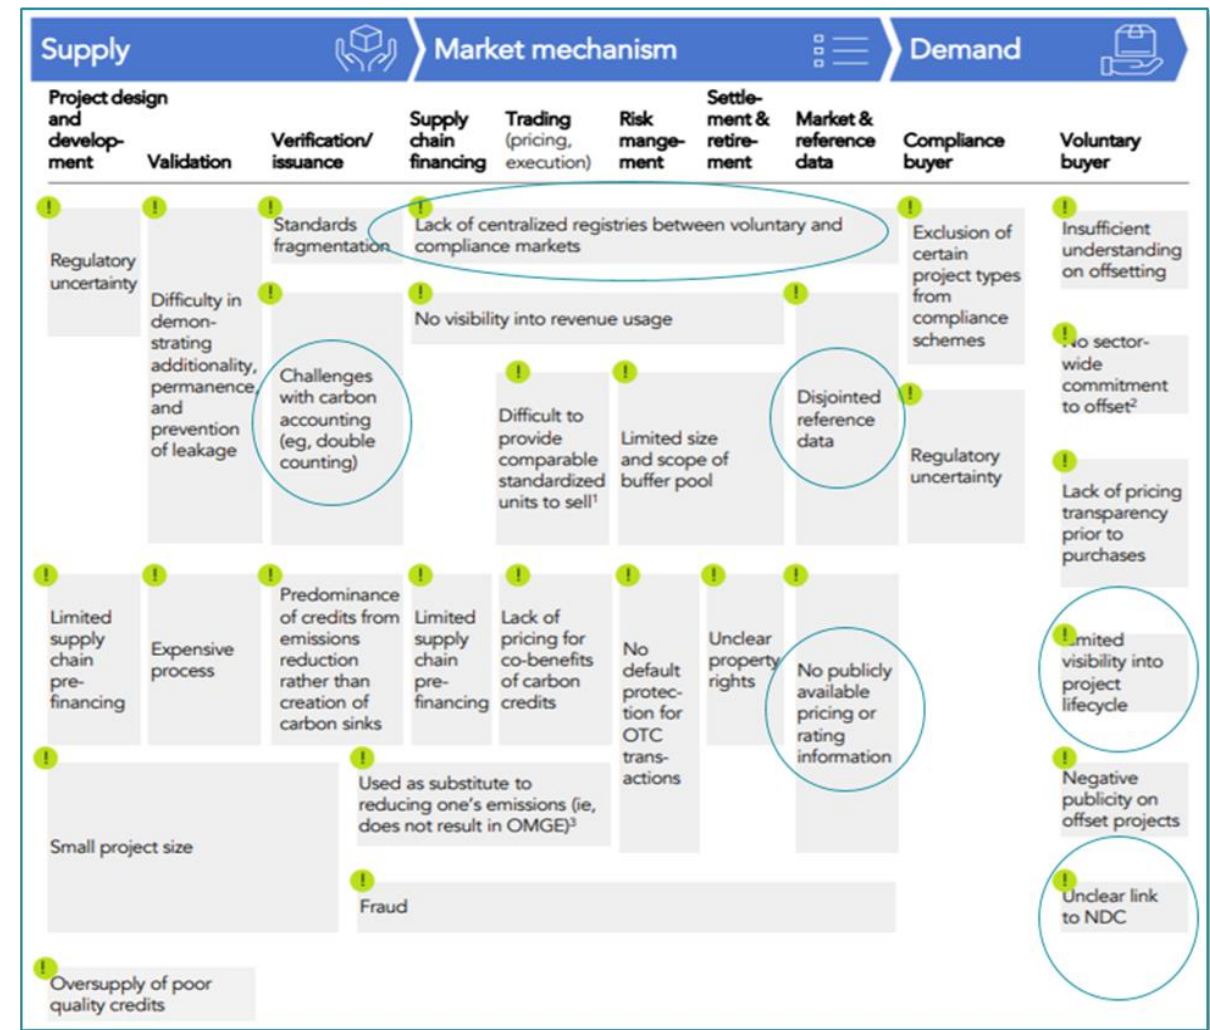 Supply
Market mechanism
Demand
Project design
and
develop-
ment
Validation
Verification/
issuance
Supply
chain
financing
Trading
(pricing,
execution)
Risk
mange-
ment
Settle-
ment &
retire-
ment
Market &
reference
data
Compliance
buyer
Voluntary
buyer
!
Regulatory
uncertainty
!
Difficulty in
demon-
strating
additionality,
permanence,
and
prevention
of leakage
!
Standards
fragmentation
!
Lack of centralized registries between voluntary and
compliance markets
!
Exclusion of
certain
project types
from
compliance
schemes
!
Insufficient
understanding
on offsetting
!
Challenges
with carbon
accounting
(eg, double
counting)
!
No visibility into revenue usage
!
Disjointed
reference
data
!
No sector-
wide
commitment
to offset²
!
Difficult to
provide
comparable
standardized
units to sell¹
!
Limited size
and scope of
buffer pool
!
Regulatory
uncertainty
!
Lack of pricing
transparency
prior to
purchases
!
Limited
supply
chain
pre-
financing
!
Expensive
process
!
Predominance
of credits from
emissions
reduction
rather than
creation of
carbon sinks
!
Limited
supply
chain
pre-
financing
!
Lack of
pricing for
co-benefits
of carbon
credits
!
No
default
protec-
tion for
OTC
trans-
actions
!
Unclear
property
rights
!
No publicly
available
pricing or
rating
information
!
Limited
visibility into
project
lifecycle
!
Small project size
!
Used as substitute to
reducing one's emissions (ie,
does not result in OMGE)³
!
Negative
publicity on
offset projects
!
Fraud
!
Unclear link
to NDC
!
Oversupply of poor
quality credits